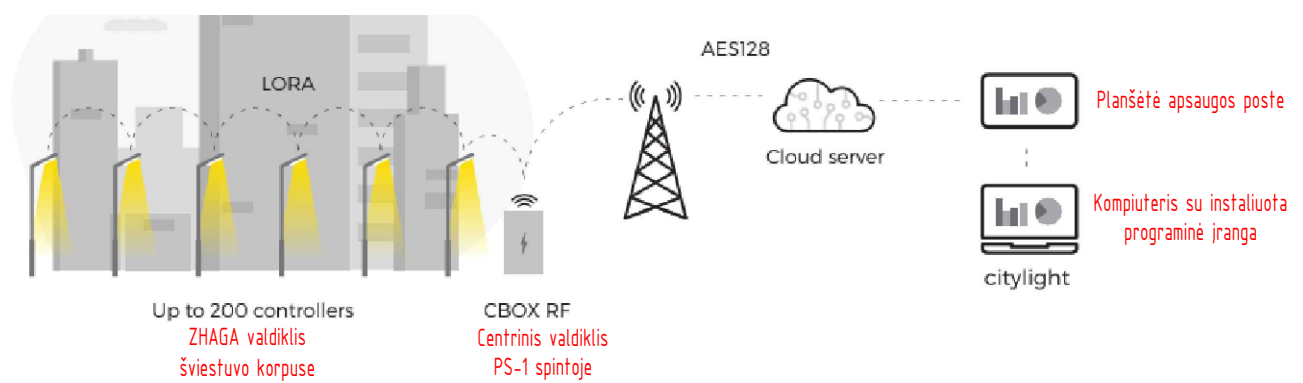 LORA
AES128
Cloud server
Planšėtė apsaugos poste
Kompiuteris su instaliuota
programinė įranga
citylight
Up to 200 controllers
ZHAGA valdiklis
šviestuvo korpuse
CBOX RF
Centrinis valdiklis
PS-1 spintoje